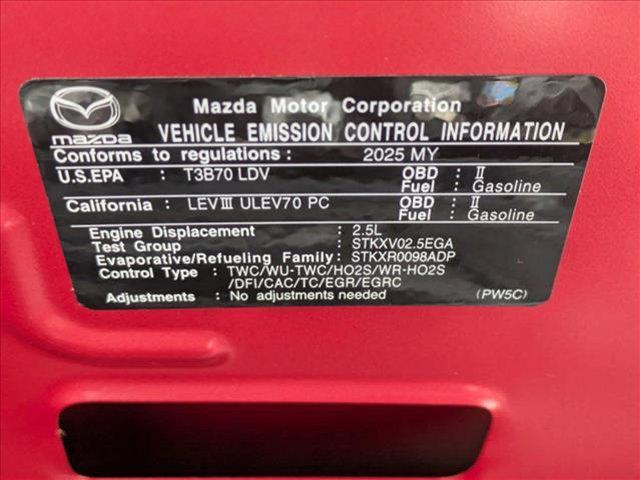 Mazda Motor Corporation
mazda VEHICLE EMISSION CONTROL INFORMATION
Conforms to regulations : 2025 MY
U.S.EPA : T3B70 LDV OBD : II
Fuel : Gasoline
California : LEVIII ULEV70 PC OBD : II
Fuel : Gasoline
Engine Displacement : 2.5L
Test Group : STKXV02.5EGA
Evaporative/Refueling Family : STKXR0098ADP
Control Type : TWC/WU-TWC/HO2S/WR-HO2S
/DFI/CAC/TC/EGR/EGRC
Adjustments : No adjustments needed (PW5C)